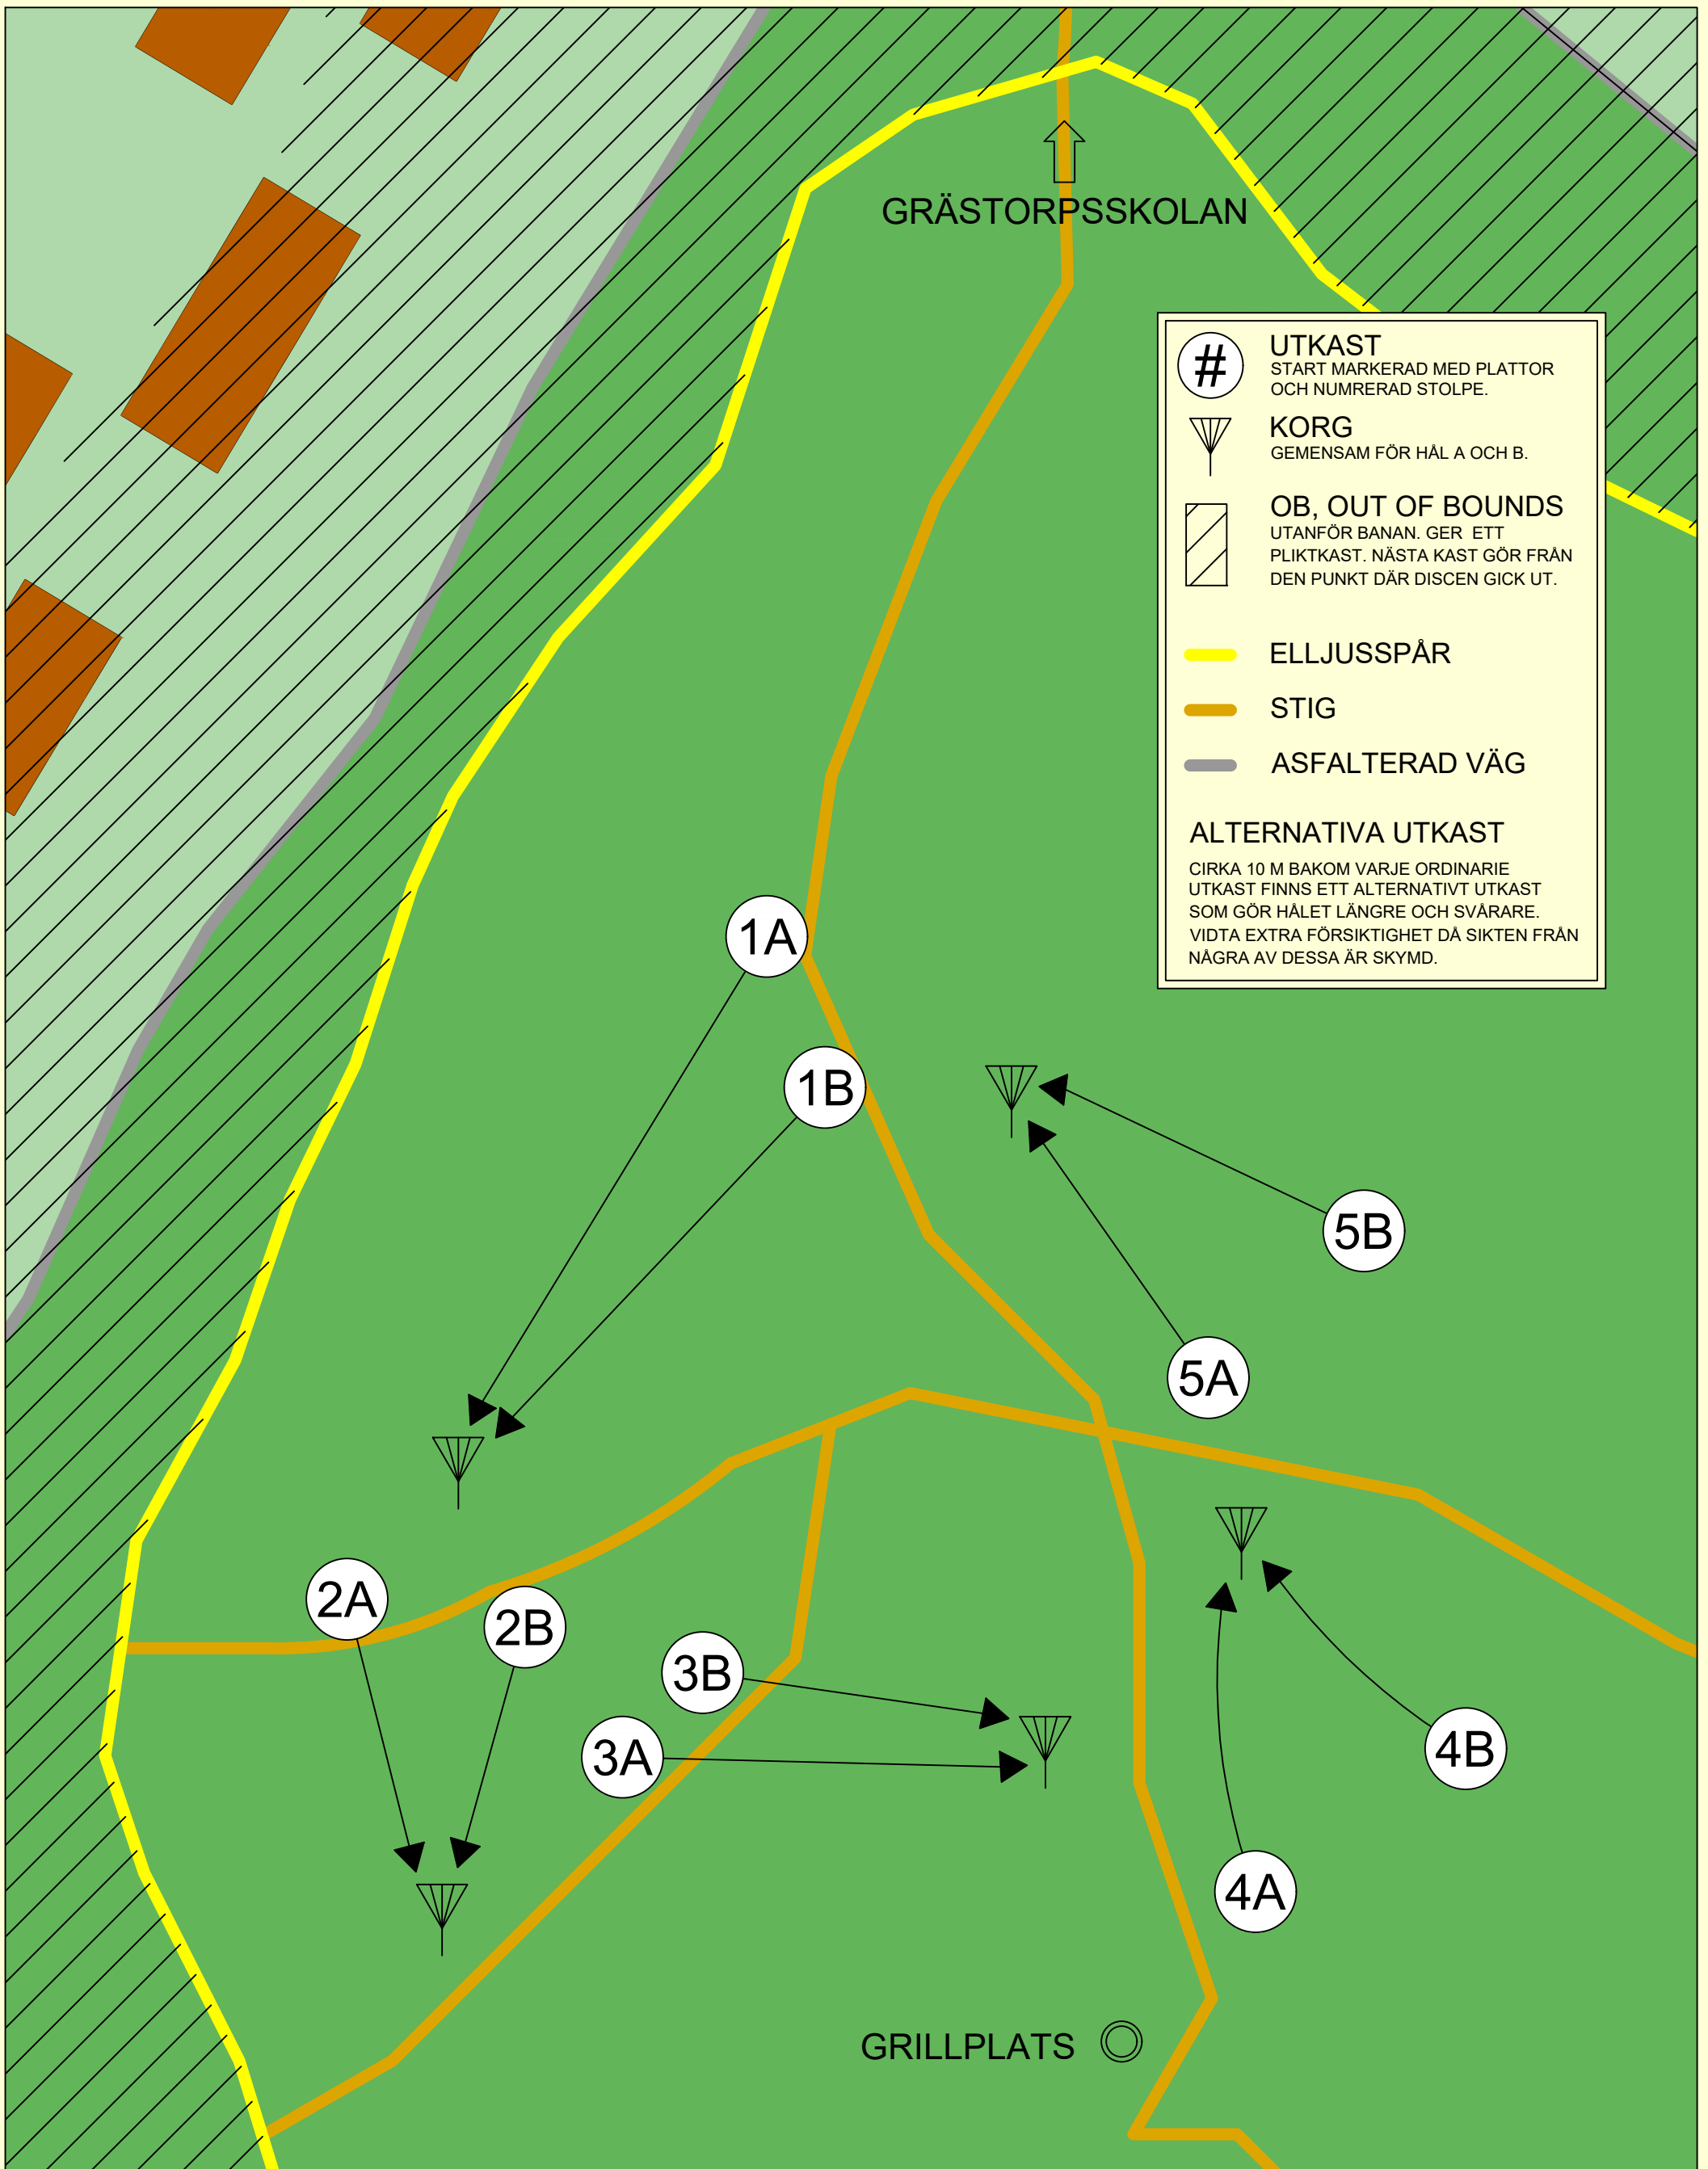 GRÄSTORPSSKOLAN
#
UTKAST
START MARKERAD MED PLATTOR
OCH NUMRERAD STOLPE.
KORG
GEMENSAM FÖR HÅL A OCH B.
OB, OUT OF BOUNDS
UTANFÖR BANAN. GER ETT
PLIKTKAST. NÄSTA KAST GÖR FRÅN
DEN PUNKT DÄR DISCEN GICK UT.
ELLJUSSPÅR
STIG
ASFALTERAD VÄG
ALTERNATIVA UTKAST
CIRKA 10 M BAKOM VARJE ORDINARIE
UTKAST FINNS ETT ALTERNATIVT UTKAST
SOM GÖR HÅLET LÄNGRE OCH SVÅRARE.
VIDTA EXTRA FÖRSIKTIGHET DÅ SIKTEN FRÅN
NÅGRA AV DESSA ÄR SKYMD.
1A
1B
5B
5A
2A
2B
3B
3A
4B
4A
GRILLPLATS